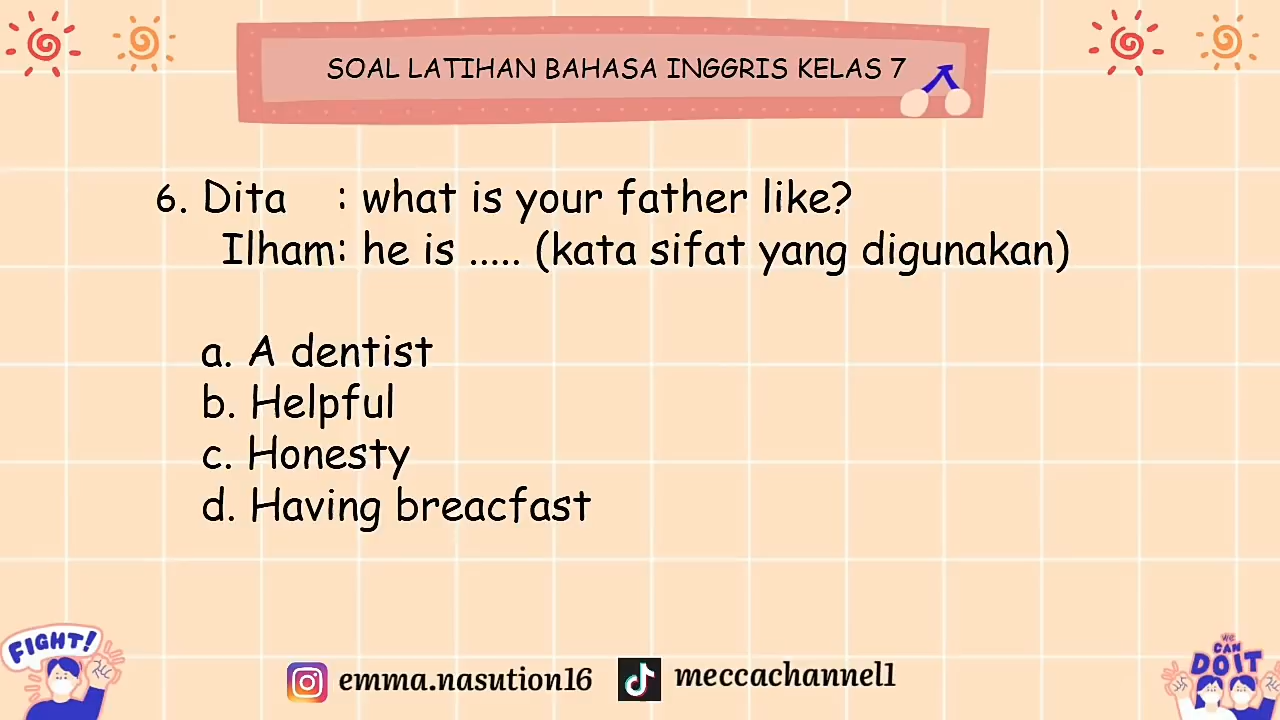 SOAL LATIHAN BAHASA INGGRIS KELAS 7
6. Dita : what is your father like?
Ilham: he is ..... (kata sifat yang digunakan)
a. A dentist
b. Helpful
c. Honesty
d. Having breacfast
FIGHT!
emma.nasution16
meccachannel1
WE
CAN
DO IT